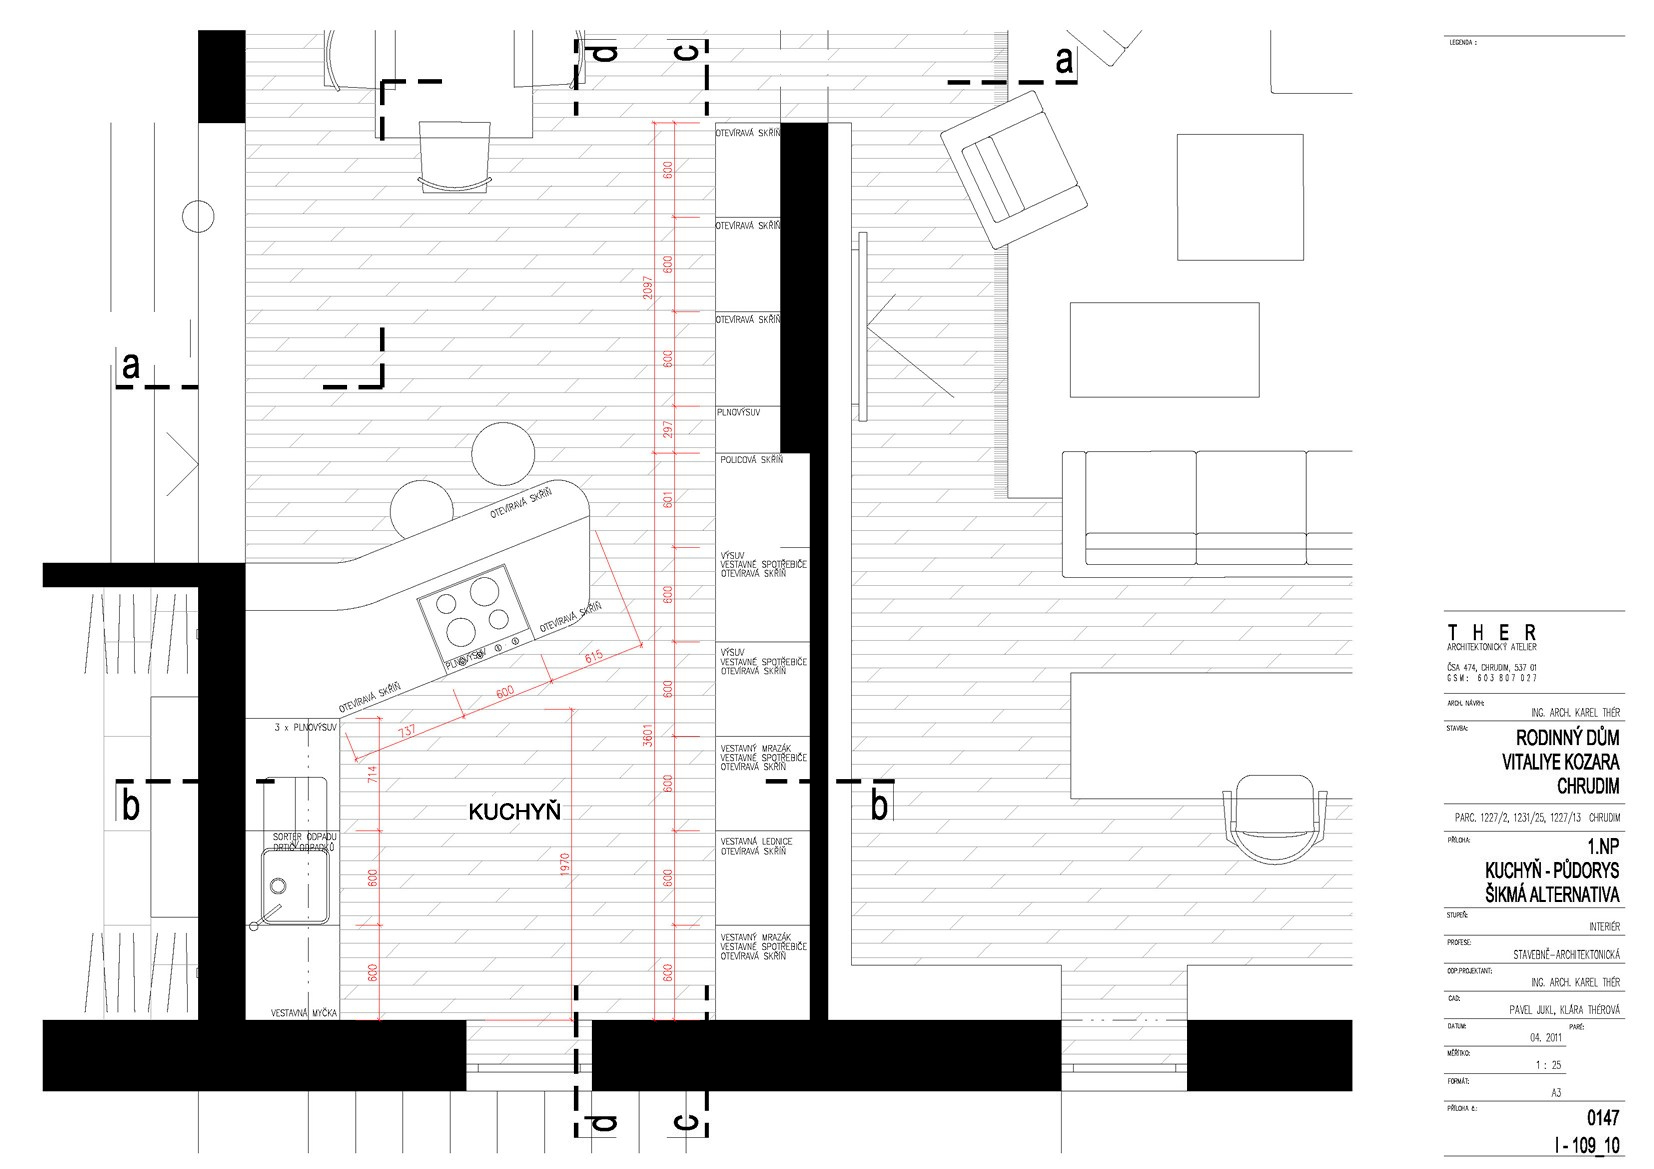 LEGENDA :
d
c
a
OTEVÍRAVÁ SKŘÍŇ
600
OTEVÍRAVÁ SKŘÍŇ
600
2097
OTEVÍRAVÁ SKŘÍŇ
600
a
PLNOVÝSUV
297
POLICOVÁ SKŘÍŇ
601
OTEVÍRAVÁ SKŘÍŇ
VÝSUV
VESTAVNÉ SPOTŘEBIČE
OTEVÍRAVÁ SKŘÍŇ
600
OTEVÍRAVÁ SKŘÍŇ
PLNOVÝSUV
615
600
737
VÝSUV
VESTAVNÉ SPOTŘEBIČE
OTEVÍRAVÁ SKŘÍŇ
600
OTEVÍRAVÁ SKŘÍŇ
3 x PLNOVÝSUV
3601
714
VESTAVNÝ MRAZÁK
VESTAVNÉ SPOTŘEBIČE
OTEVÍRAVÁ SKŘÍŇ
600
b
b
KUCHYŇ
SORTER ODPADU
DRTIČ ODPADKŮ
VESTAVNÁ LEDNICE
OTEVÍRAVÁ SKŘÍŇ
1970
600
600
VESTAVNÝ MRAZÁK
VESTAVNÉ SPOTŘEBIČE
OTEVÍRAVÁ SKŘÍŇ
600
600
VESTAVNÁ MYČKA
d
c
T H E R
ARCHITEKTONICKÝ ATELIER
ČSA 474, CHRUDIM, 537 01
GSM: 603 807 027
ARCH. NÁVRH:
ING. ARCH. KAREL THÉR
STAVBA:
RODINNÝ DŮM
VITALIYE KOZARA
CHRUDIM
PARC. 1227/2, 1231/25, 1227/13 CHRUDIM
PŘÍLOHA:
1.NP
KUCHYŇ - PŮDORYS
ŠIKMÁ ALTERNATIVA
STUPEŇ:
INTERIÉR
PROFESE:
STAVEBNĚ-ARCHITEKTONICKÁ
ODP.PROJEKTANT:
ING. ARCH. KAREL THÉR
CAD:
PAVEL JUKL, KLÁRA THÉROVÁ
DATUM:
PARÉ:
04. 2011
MĚŘÍTKO:
1 : 25
FORMÁT:
A3
PŘÍLOHA č.:
0147
I - 109_10